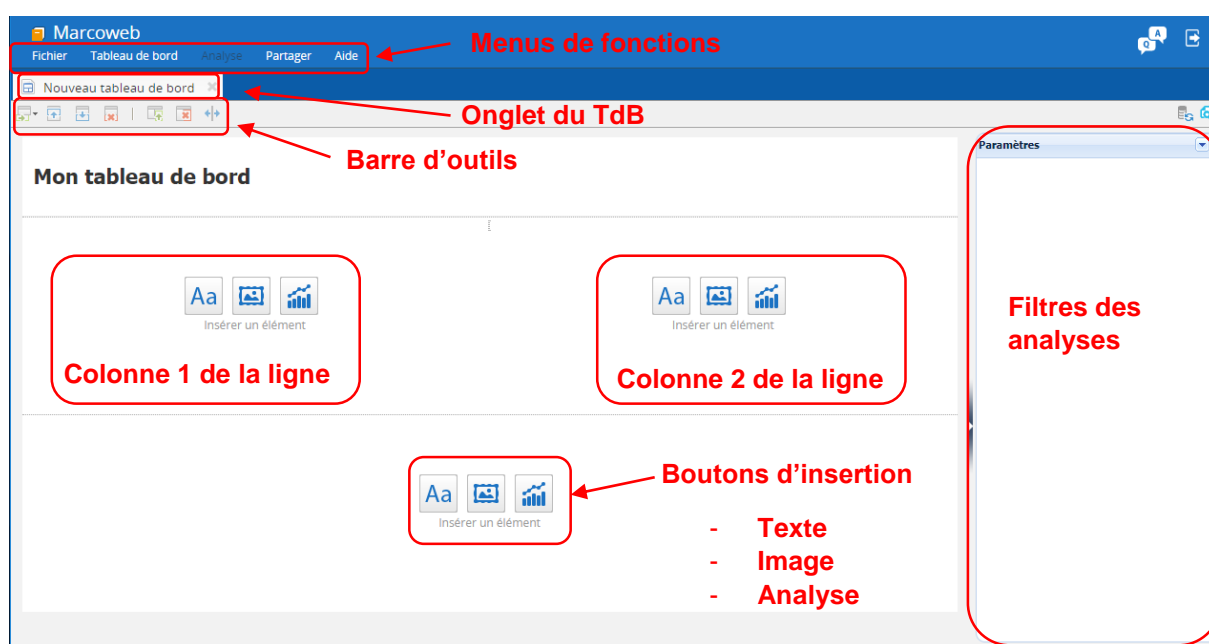 Marcoweb
Menus de fonctions
Fichier Tableau de bord Analyse Partager Aide
Nouveau tableau de bord
Onglet du TdB
Barre d'outils
Paramètres
Mon tableau de bord
Aa
Insérer un élément
Colonne 1 de la ligne
Aa
Insérer un élément
Colonne 2 de la ligne
Filtres des
analyses
Aa
Insérer un élément
Boutons d'insertion
- Texte
- Image
- Analyse